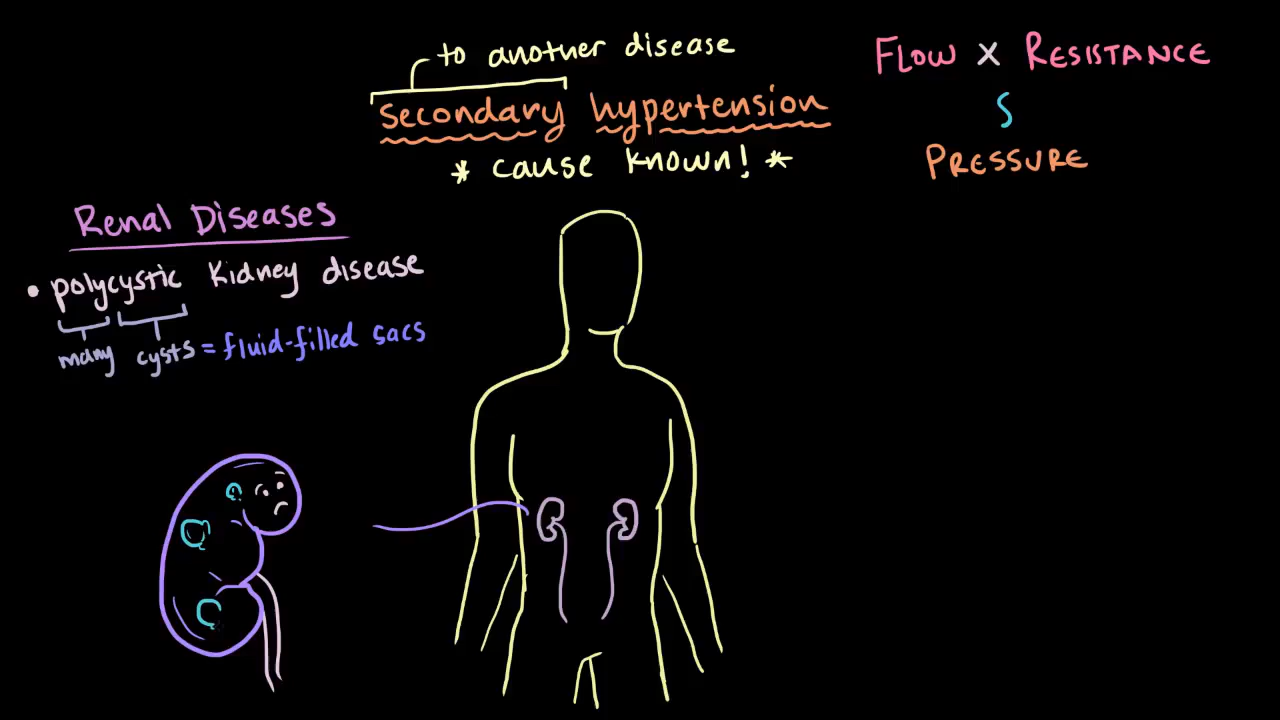 to another disease
secondary hypertension
* cause known! *
FLOW X RESISTANCE
S
PRESSURE
Renal Diseases
• polycystic kidney disease
many cysts = fluid-filled sacs